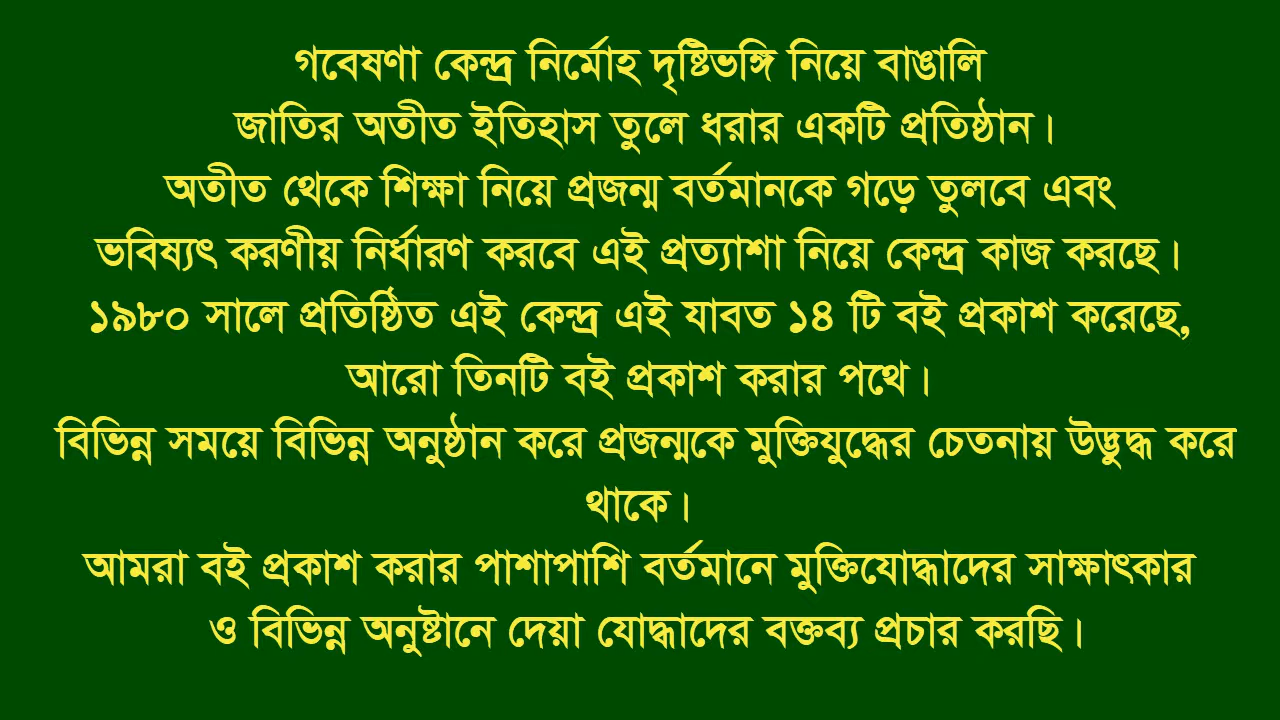 গবেষণা কেন্দ্র নির্মোহ দৃষ্টিভঙ্গি নিয়ে বাঙালি
জাতির অতীত ইতিহাস তুলে ধরার একটি প্রতিষ্ঠান।
অতীত থেকে শিক্ষা নিয়ে প্রজন্ম বর্তমানকে গড়ে তুলবে এবং
ভবিষ্যৎ করণীয় নির্ধারণ করবে এই প্রত্যাশা নিয়ে কেন্দ্র কাজ করছে।
১৯৮০ সালে প্রতিষ্ঠিত এই কেন্দ্র এই যাবত ১৪ টি বই প্রকাশ করেছে,
আরো তিনটি বই প্রকাশ করার পথে।
বিভিন্ন সময়ে বিভিন্ন অনুষ্ঠান করে প্রজন্মকে মুক্তিযুদ্ধের চেতনায় উদ্ভুদ্ধ করে
থাকে।
আমরা বই প্রকাশ করার পাশাপাশি বর্তমানে মুক্তিযোদ্ধাদের সাক্ষাৎকার
ও বিভিন্ন অনুষ্টানে দেয়া যোদ্ধাদের বক্তব্য প্রচার করছি।